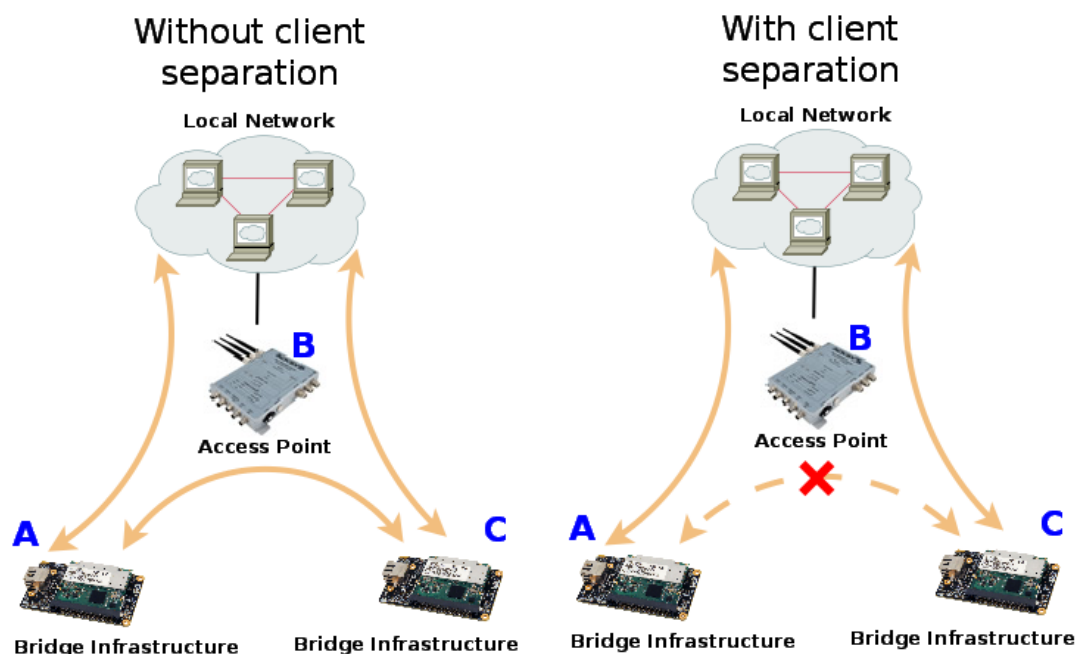 Without client
separation
Local Network
B
Access Point
A
C
Bridge Infrastructure
Bridge Infrastructure
With client
separation
Local Network
B
Access Point
A
C
Bridge Infrastructure
Bridge Infrastructure